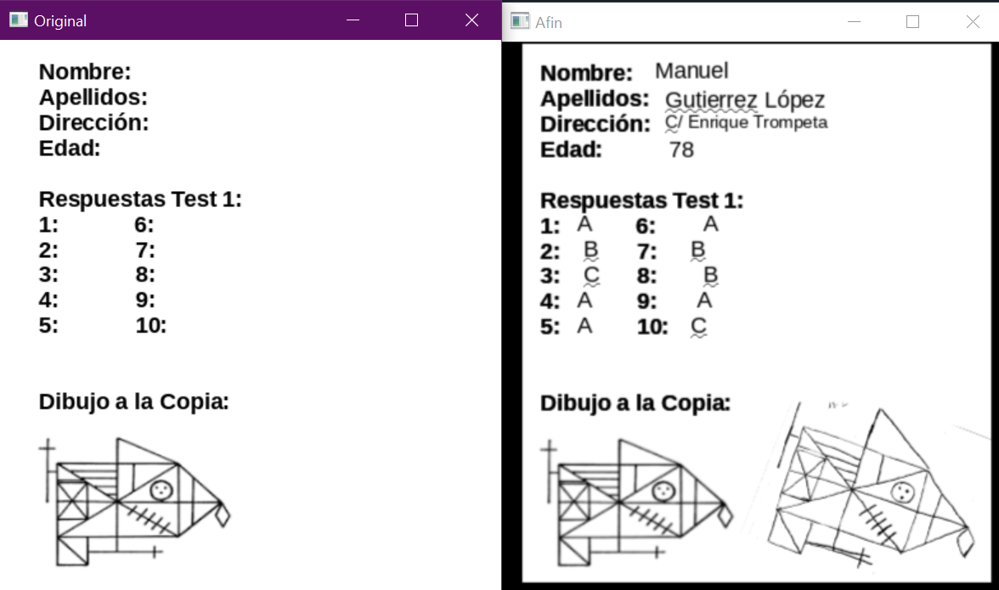 Original
Nombre:
Apellidos:
Dirección:
Edad:
Respuestas Test 1:
1: 6:
2: 7:
3: 8:
4: 9:
5: 10:
Dibujo a la Copia:
Afin
Nombre: Manuel
Apellidos: Gutierrez López
Dirección: C/ Enrique Trompeta
Edad: 78
Respuestas Test 1:
1: A 6: A
2: B 7: B
3: C 8: B
4: A 9: A
5: A 10: C
Dibujo a la Copia: